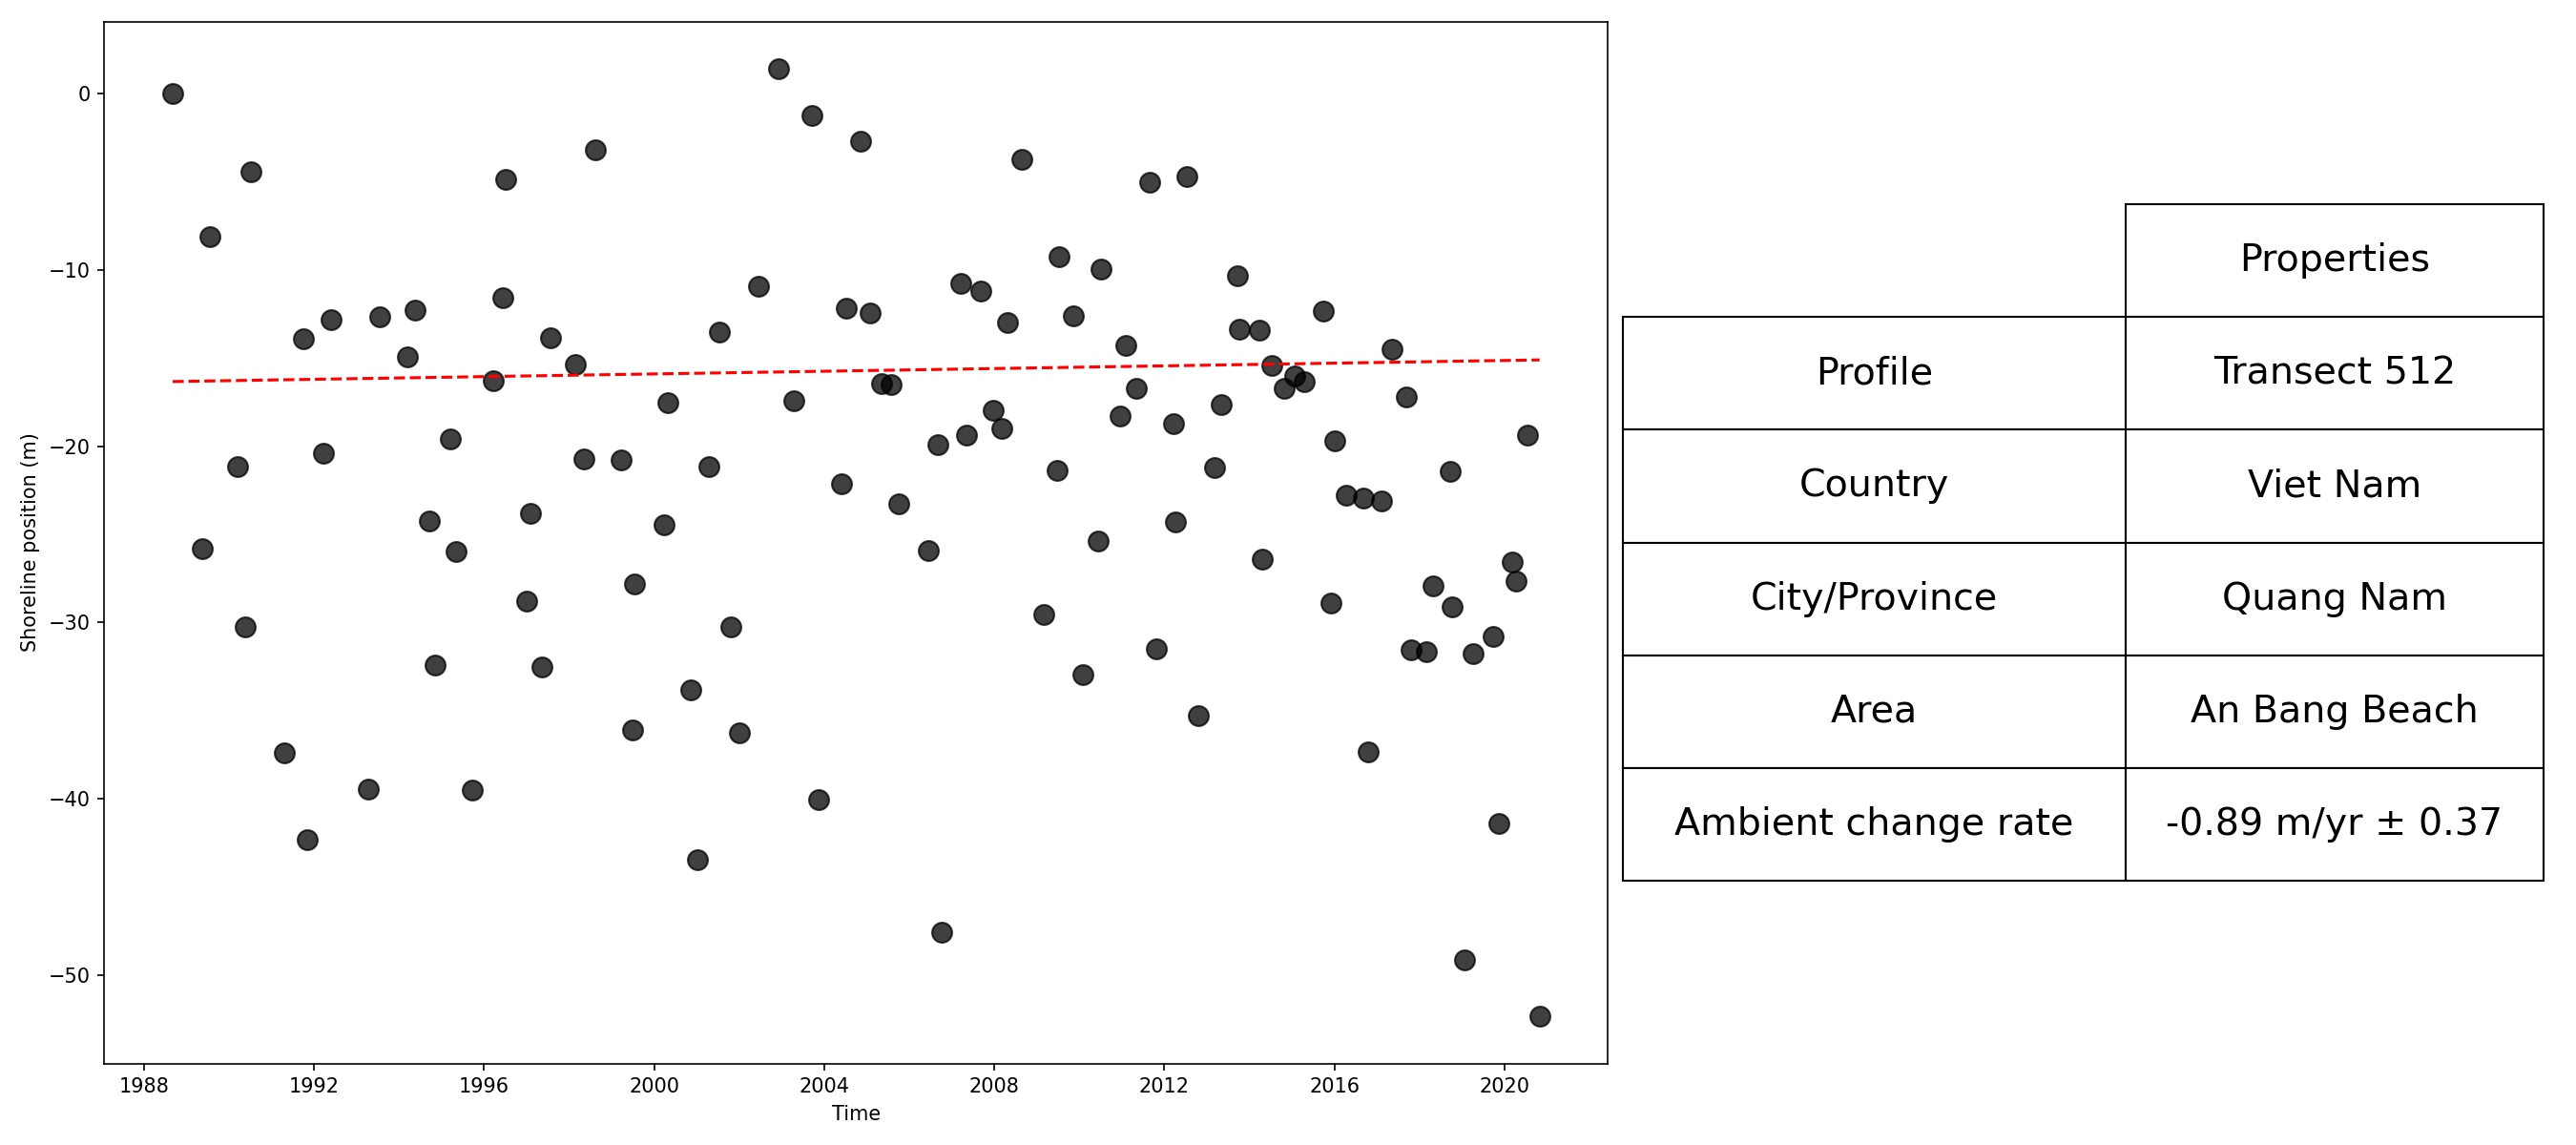 0
−10
−20
−30
−40
−50
Shoreline position (m)
1988 1992 1996 2000 2004 2008 2012 2016 2020
Time
Properties
Profile Transect 512
Country Viet Nam
City/Province Quang Nam
Area An Bang Beach
Ambient change rate -0.89 m/yr ± 0.37